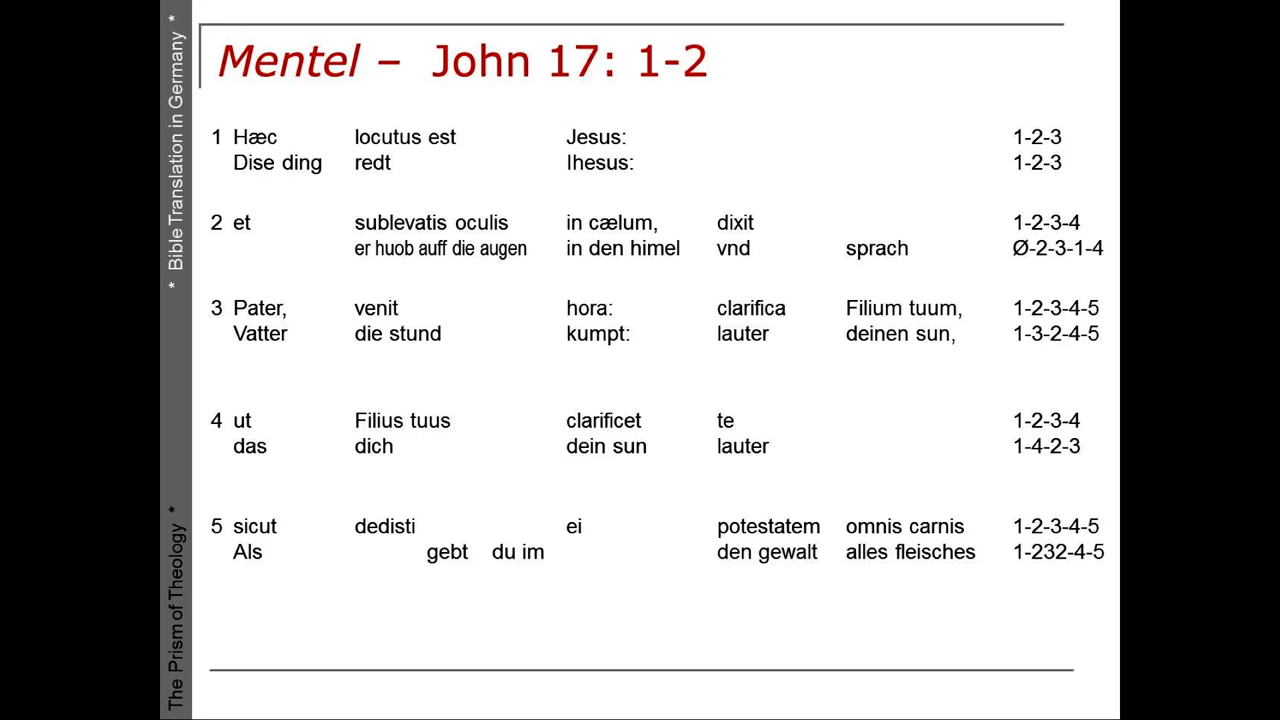 Mentel – John 17: 1-2
1 Hæc locutus est Jesus: 1-2-3
Dise ding redt Ihesus: 1-2-3
2 et sublevatis oculis in cælum, dixit 1-2-3-4
er huob auff die augen in den himel vnd sprach Ø-2-3-1-4
3 Pater, venit hora: clarifica Filium tuum, 1-2-3-4-5
Vatter die stund kumpt: lauter deinen sun, 1-3-2-4-5
4 ut Filius tuus clarificet te 1-2-3-4
das dich dein sun lauter 1-4-2-3
5 sicut dedisti ei potestatem omnis carnis 1-2-3-4-5
Als gebt du im den gewalt alles fleisches 1-232-4-5
The Prism of Theology * * Bible Translation in Germany *